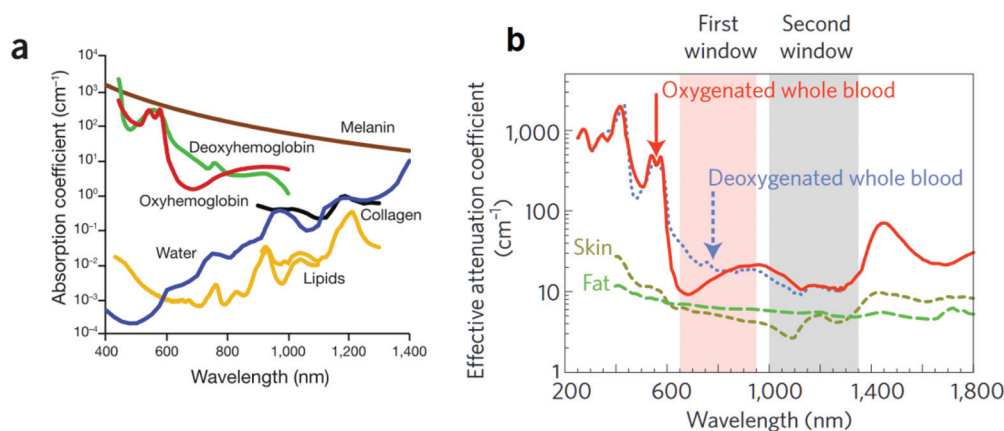 a
Absorption coefficient (cm⁻¹)
10⁴
10³
10²
10¹
10⁰
10⁻¹
10⁻²
10⁻³
10⁻⁴
Melanin
Deoxyhemoglobin
Oxyhemoglobin
Collagen
Water
Lipids
400 600 800 1,000 1,200 1,400
Wavelength (nm)
b
First
window
Second
window
Effective attenuation coefficient
(cm⁻¹)
1,000
100
10
1
Oxygenated whole blood
Deoxygenated whole blood
Skin
Fat
200 600 1,000 1,400 1,800
Wavelength (nm)